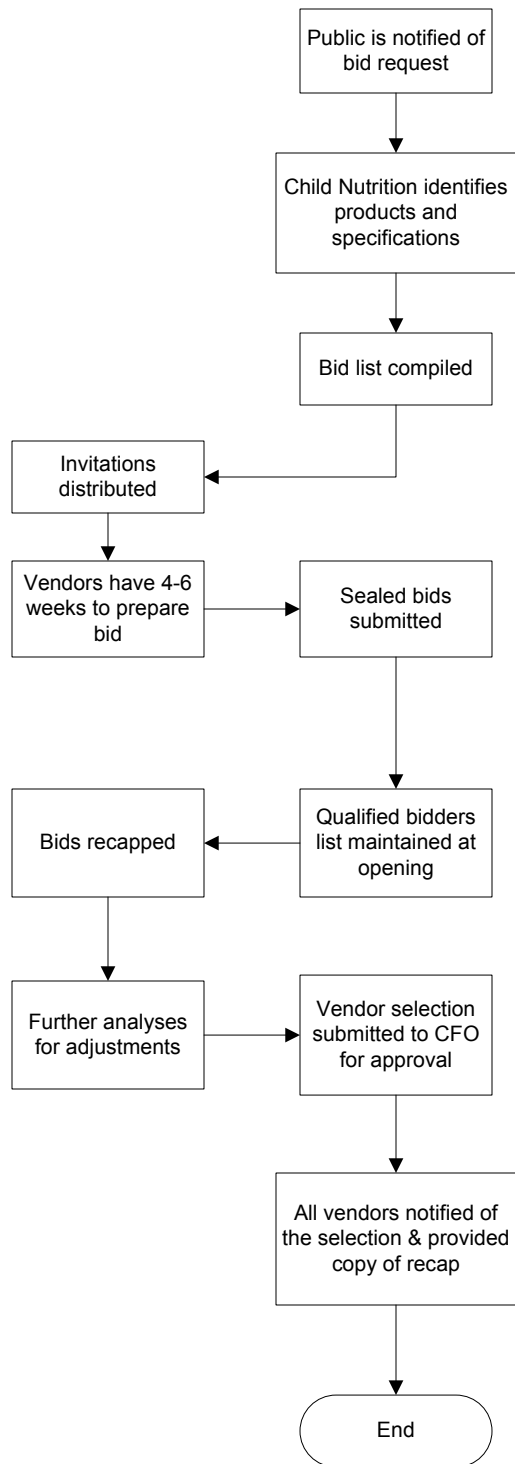 Public is notified of
bid request
Child Nutrition identifies
products and
specifications
Bid list compiled
Invitations
distributed
Vendors have 4-6
weeks to prepare
bid
Sealed bids
submitted
Qualified bidders
list maintained at
opening
Bids recapped
Further analyses
for adjustments
Vendor selection
submitted to CFO
for approval
All vendors notified of
the selection & provided
copy of recap
End